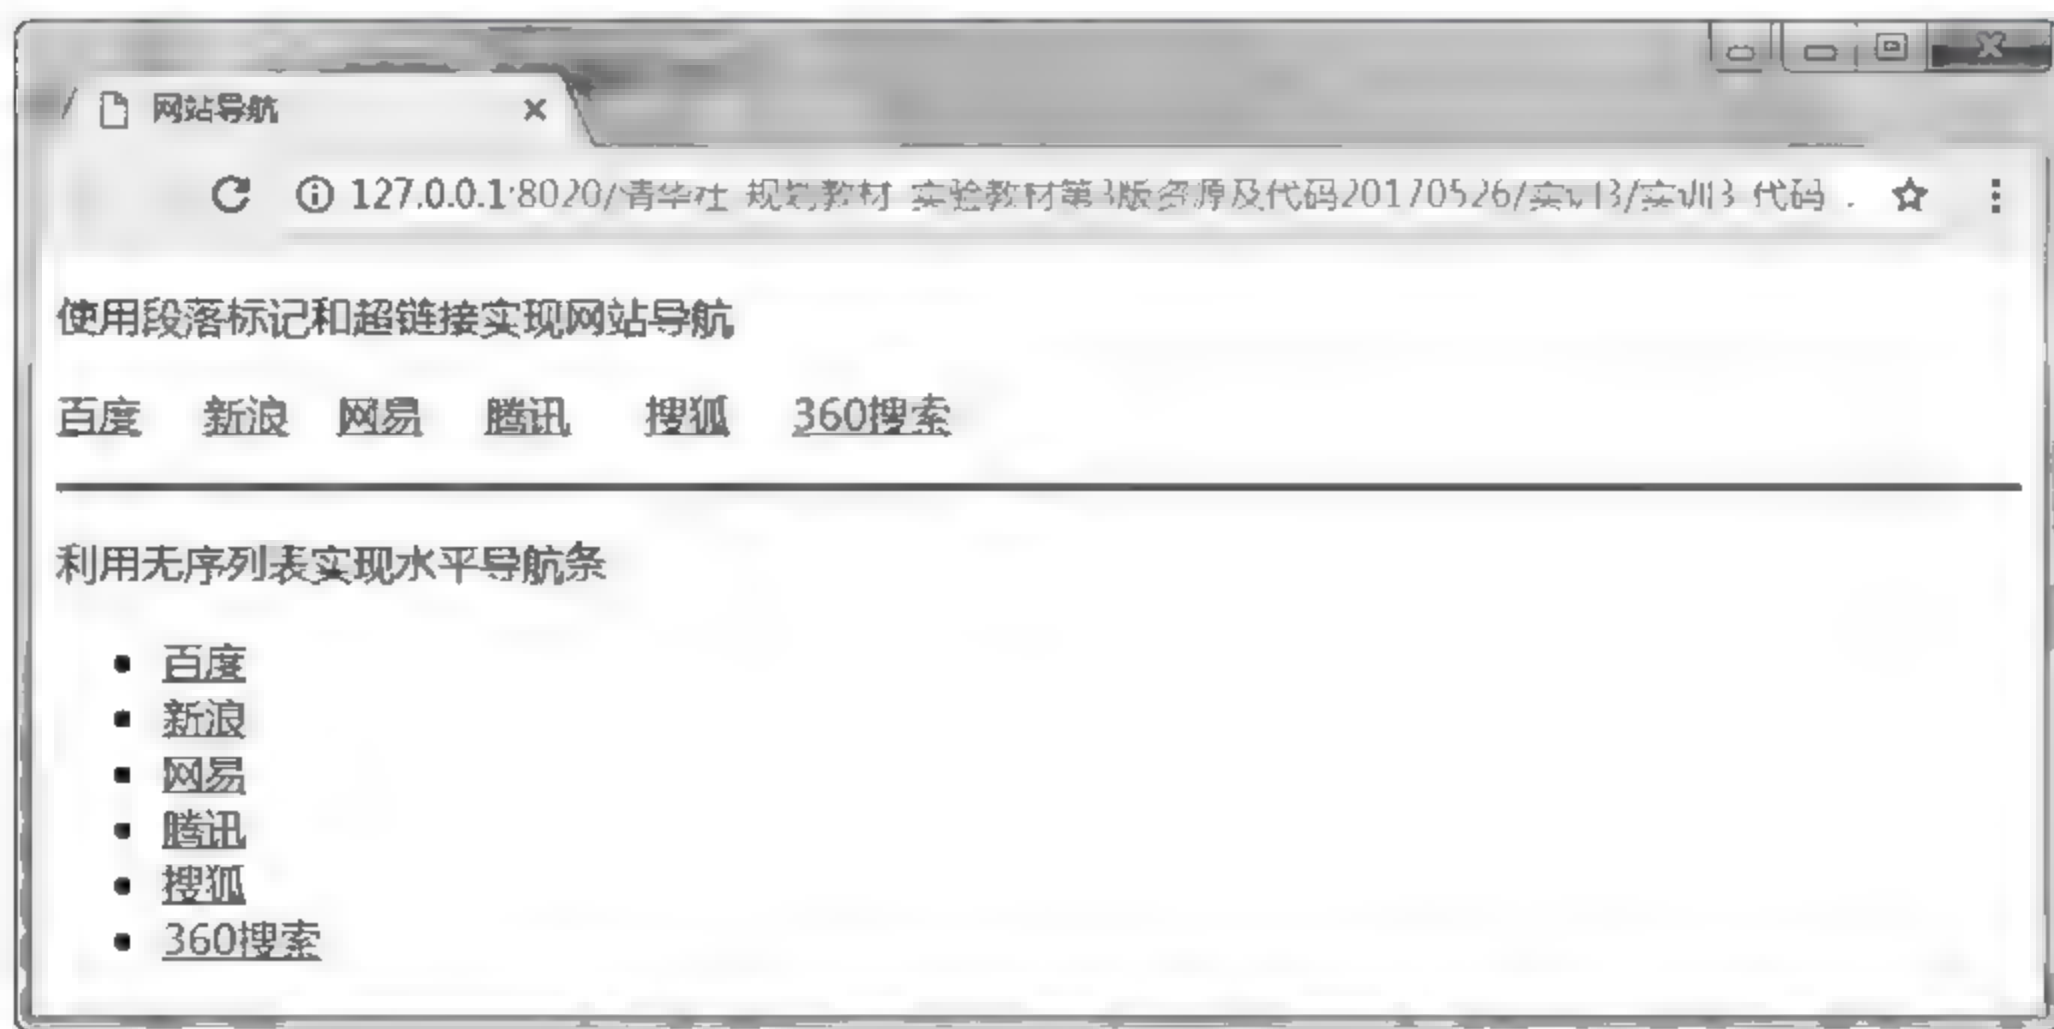 网站导航
127.0.0.1:8020/清华社 规划教材 实验教材第3版资源及代码20170526/实训3/实训3 代码
使用段落标记和超链接实现网站导航
百度 新浪 网易 腾讯 搜狐 360搜索
利用无序列表实现水平导航条
百度
新浪
网易
腾讯
搜狐
360搜索